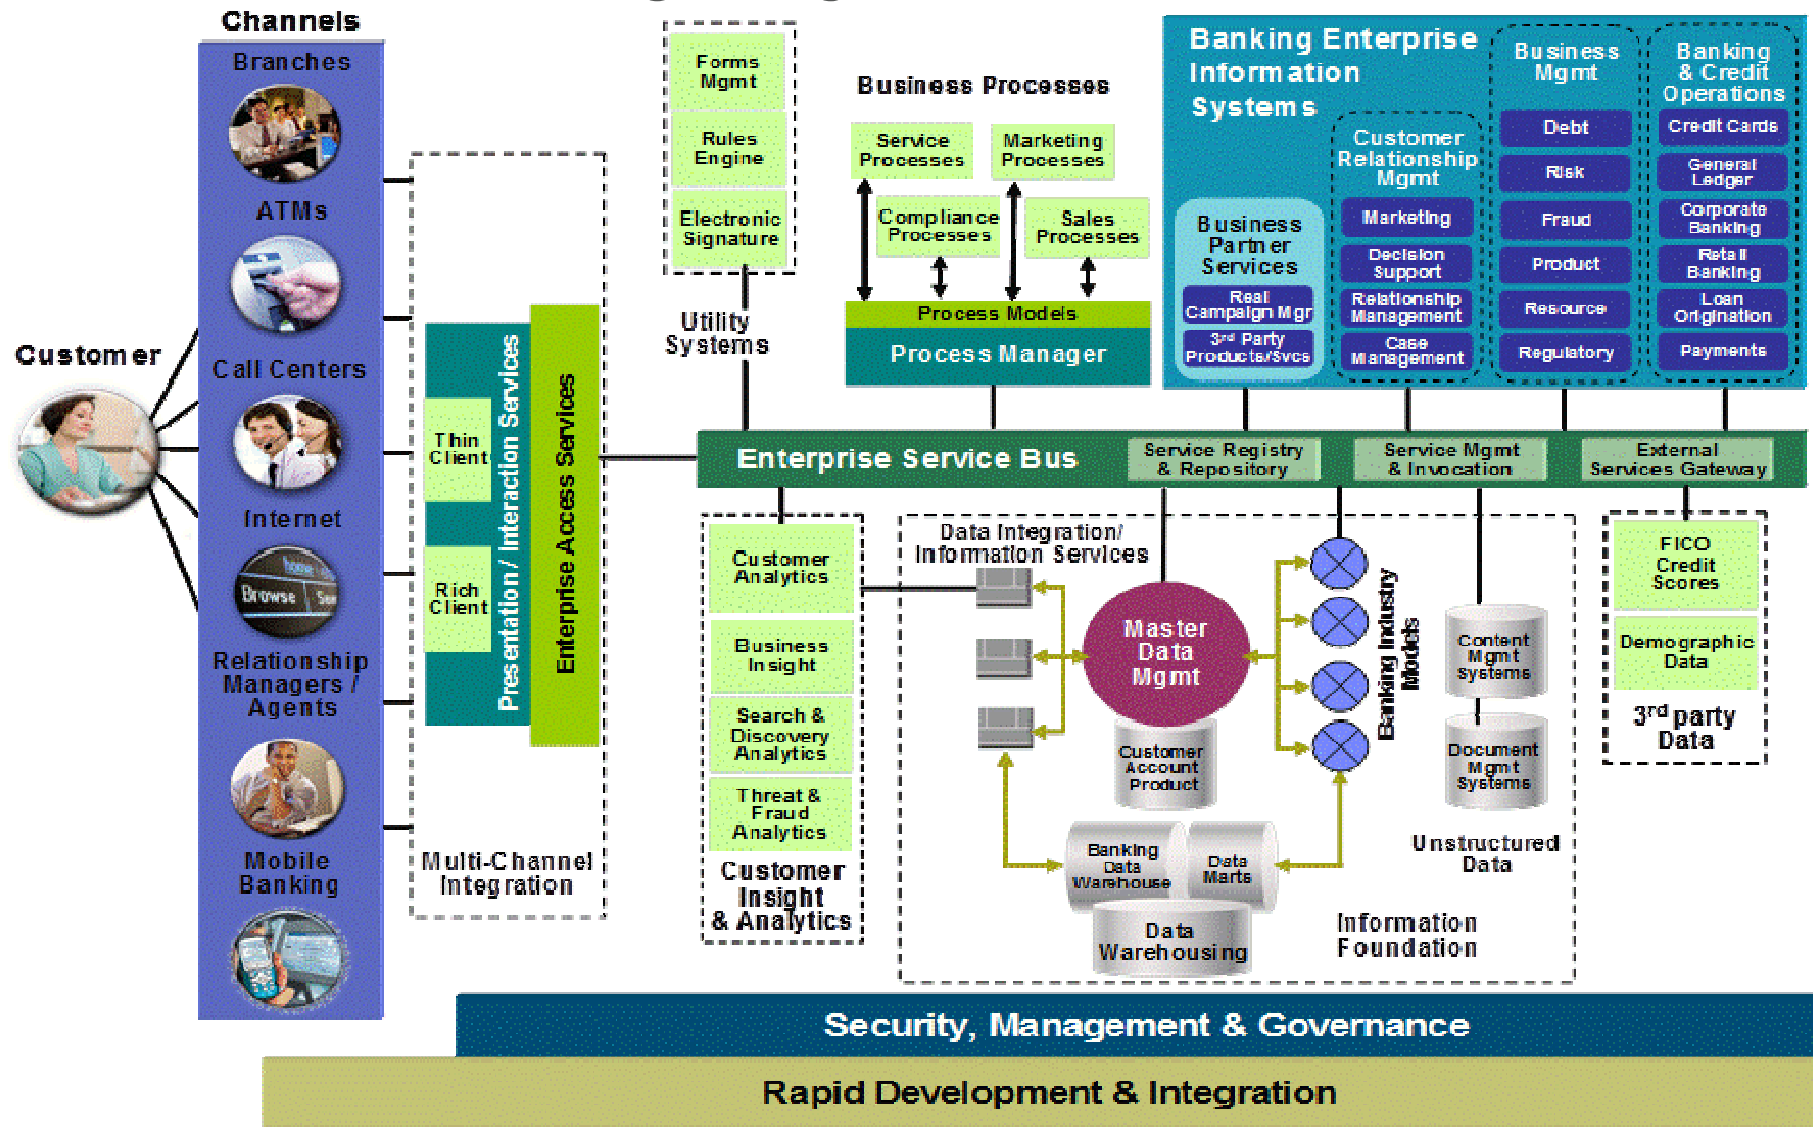 Channels
Branches
ATMs
Call Centers
Internet
Browse
Relationship
Managers /
Agents
Mobile
Banking
Customer
Multi-Channel
Integration
Thin
Client
Rich
Client
Presentation / Interaction Services
Enterprise Access Services
Forms
Mgmt
Rules
Engine
Electronic
Signature
Utility
Systems
Business Processes
Service
Processes
Marketing
Processes
Compliance
Processes
Sales
Processes
Process Models
Process Manager
Banking Enterprise
Information
Systems
Business
Partner
Services
Real
Campaign Mgr
3rd Party
Products/Svcs
Customer
Relationship
Mgmt
Marketing
Decision
Support
Relationship
Management
Case
Management
Business
Mgmt
Debt
Risk
Fraud
Product
Resource
Regulatory
Banking
& Credit
Operations
Credit Cards
General
Ledger
Corporate
Banking
Retail
Banking
Loan
Origination
Payments
Enterprise Service Bus
Service Registry
& Repository
Service Mgmt
& Invocation
External
Services Gateway
Customer
Analytics
Business
Insight
Search &
Discovery
Analytics
Threat &
Fraud
Analytics
Customer
Insight
& Analytics
Data Integration/
Information Services
Master
Data
Mgmt
Customer
Account
Product
Banking Industry
Models
Banking
Data
Warehouse
Data
Marts
Data
Warehousing
Content
Mgmt
Systems
Document
Mgmt
Systems
Unstructured
Data
Information
Foundation
FICO
Credit
Scores
Demographic
Data
3rd party
Data
Security, Management & Governance
Rapid Development & Integration